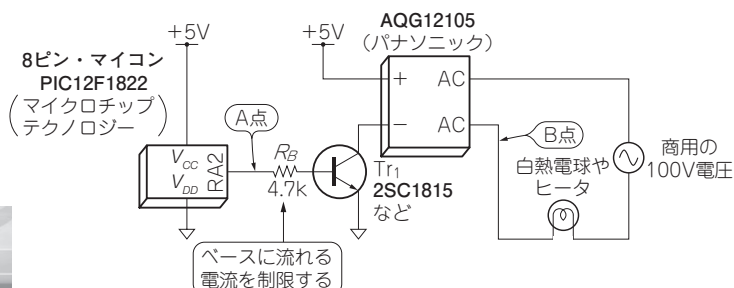 8ピン・マイコン
PIC12F1822
(マイクロチップ
テクノロジー)
+5V
V_CC
V_DD
RA2
A点
R_B
4.7k
ベースに流れる
電流を制限する
Tr₁
2SC1815
など
+5V
AQG12105
(パナソニック)
+
−
AC
AC
B点
白熱電球や
ヒータ
商用の
100V電圧